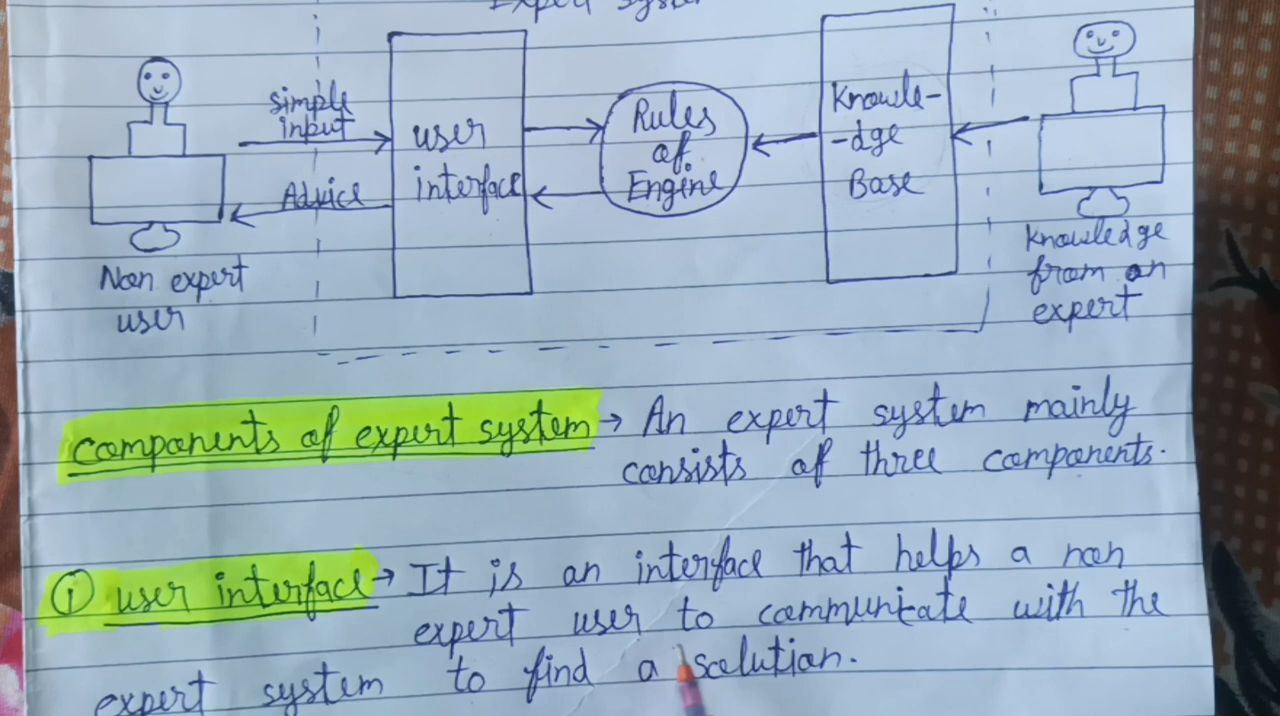 Expert system
simple
input
Advice
Non expert
user
user
interface
Rules
of
Engine
Knowle-
-dge
Base
Knowledge
from an
expert
components of expert system → An expert system mainly
consists of three components.
① user interface → It is an interface that helps a non
expert user to communicate with the
expert system to find a solution.